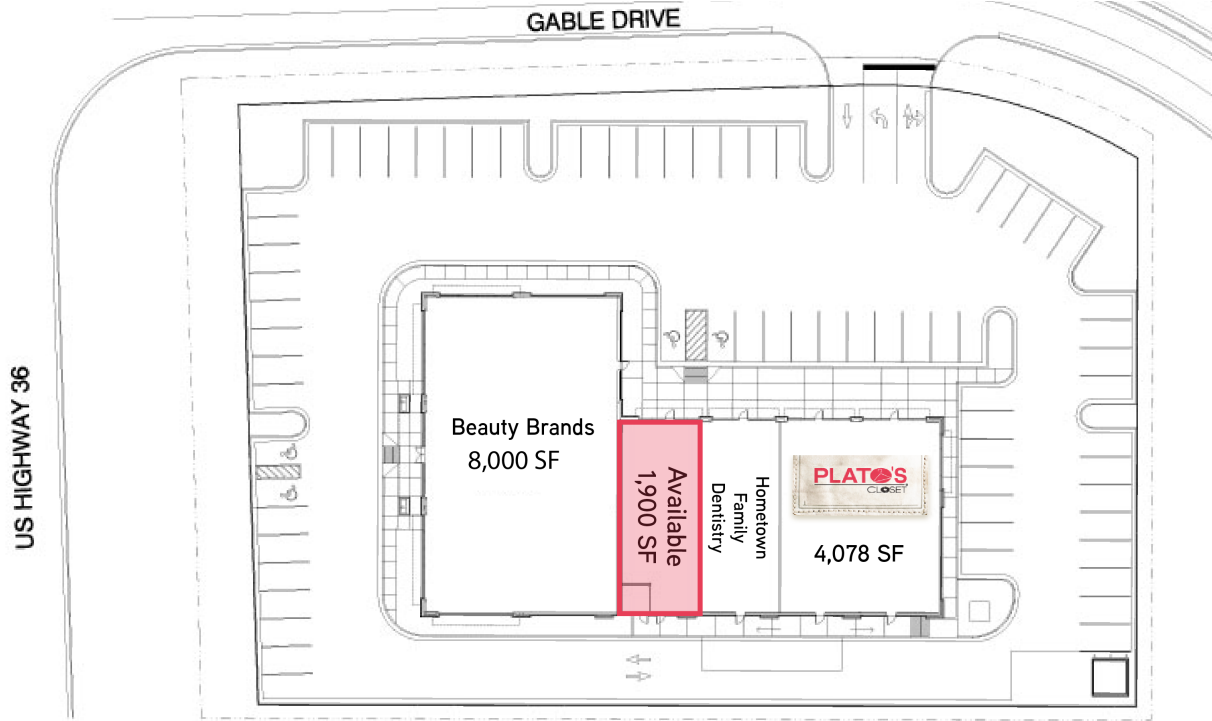 GABLE DRIVE
US HIGHWAY 36
Beauty Brands
8,000 SF
Available
1,900 SF
Hometown
Family
Dentistry
PLATO'S
CLOSET
4,078 SF